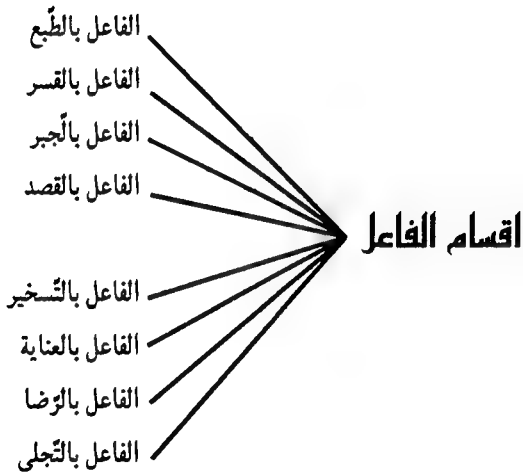 اقسام الفاعل
الفاعل بالطّبع
الفاعل بالقسر
الفاعل بالّجبر
الفاعل بالقصد
الفاعل بالتّسخير
الفاعل بالعناية
الفاعل بالرّضا
الفاعل بالتّجلى